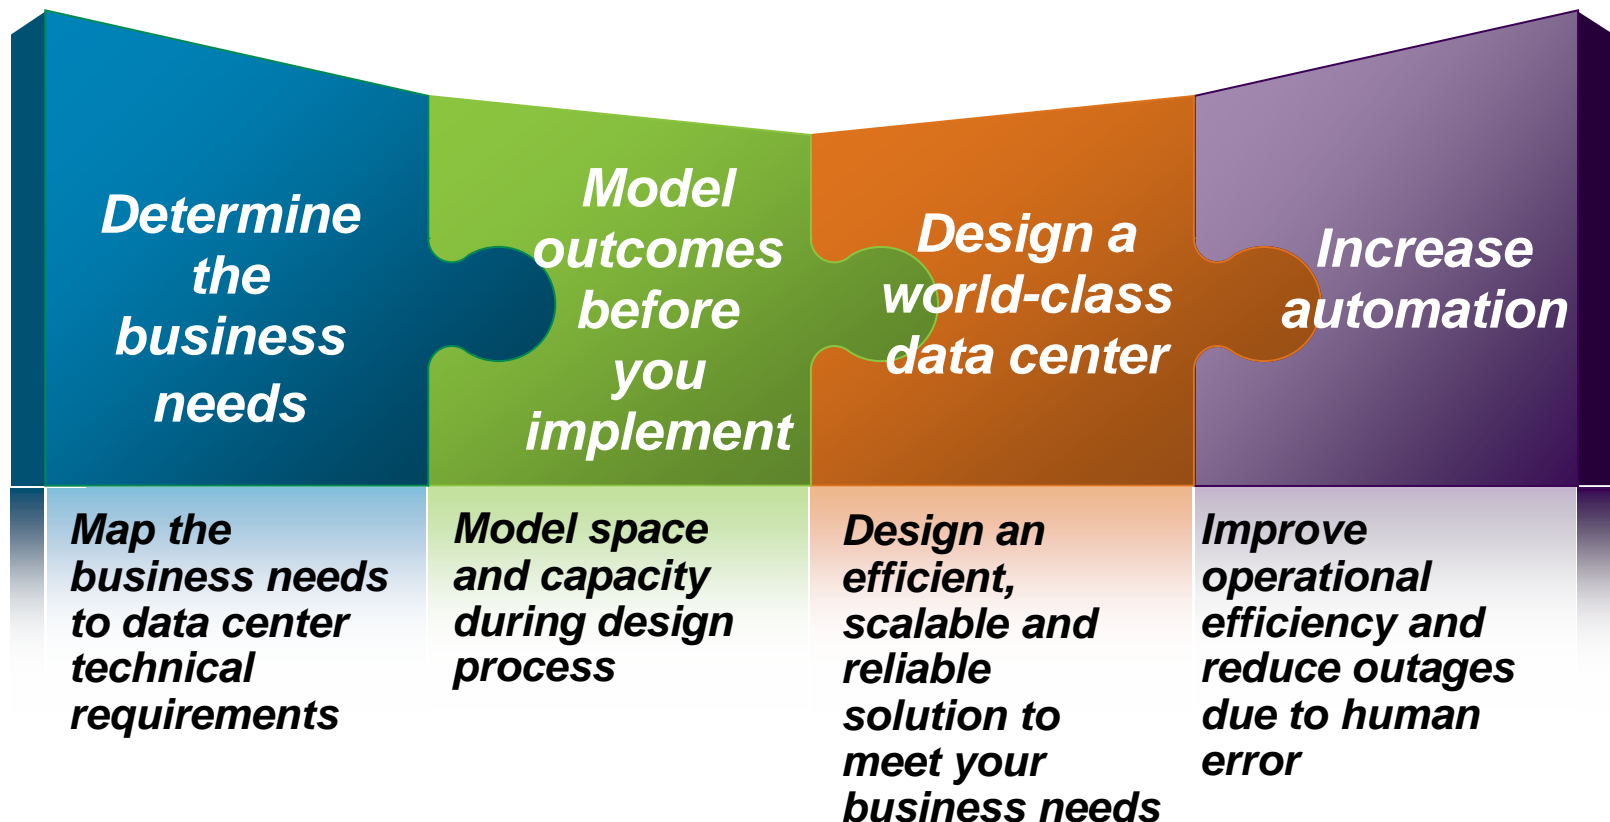 Determine
the
business
needs
Model
outcomes
before
you
implement
Design a
world-class
data center
Increase
automation
Map the
business needs
to data center
technical
requirements
Model space
and capacity
during design
process
Design an
efficient,
scalable and
reliable
solution to
meet your
business needs
Improve
operational
efficiency and
reduce outages
due to human
error